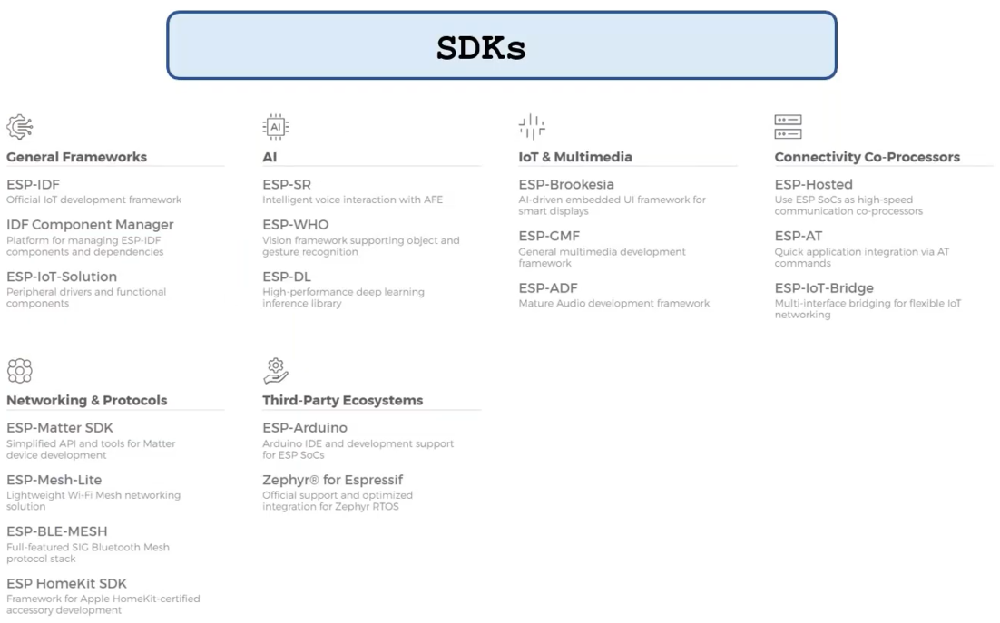 SDKs
AI
General Frameworks
ESP-IDF
Official IoT development framework
IDF Component Manager
Platform for managing ESP-IDF
components and dependencies
ESP-IoT-Solution
Peripheral drivers and functional
components
AI
ESP-SR
Intelligent voice interaction with AFE
ESP-WHO
Vision framework supporting object and
gesture recognition
ESP-DL
High-performance deep learning
inference library
IoT & Multimedia
ESP-Brookesia
AI-driven embedded UI framework for
smart displays
ESP-GMF
General multimedia development
framework
ESP-ADF
Mature Audio development framework
Connectivity Co-Processors
ESP-Hosted
Use ESP SoCs as high-speed
communication co-processors
ESP-AT
Quick application integration via AT
commands
ESP-IoT-Bridge
Multi-interface bridging for flexible IoT
networking
Networking & Protocols
ESP-Matter SDK
Simplified API and tools for Matter
device development
ESP-Mesh-Lite
Lightweight Wi-Fi Mesh networking
solution
ESP-BLE-MESH
Full-featured SIG Bluetooth Mesh
protocol stack
ESP HomeKit SDK
Framework for Apple HomeKit-certified
accessory development
Third-Party Ecosystems
ESP-Arduino
Arduino IDE and development support
for ESP SoCs
Zephyr® for Espressif
Official support and optimized
integration for Zephyr RTOS